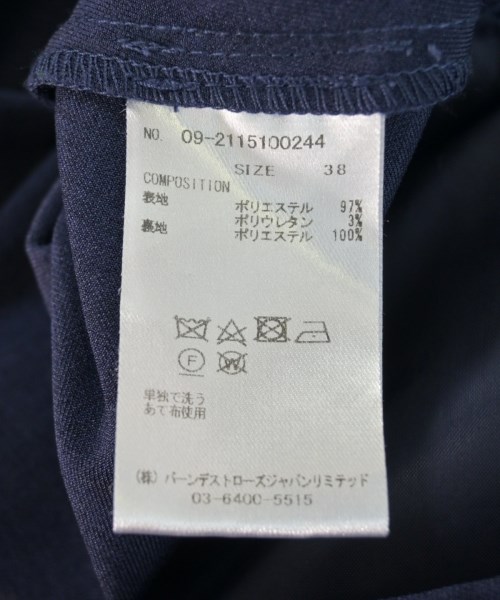 NO. 09-2115100244
SIZE 38
COMPOSITION
表地 ポリエステル 97%
ポリウレタン 3%
裏地 ポリエステル 100%
F
W
単独で洗う
あて布使用
(株) バーンデストローズジャパンリミテッド
03-6400-5515